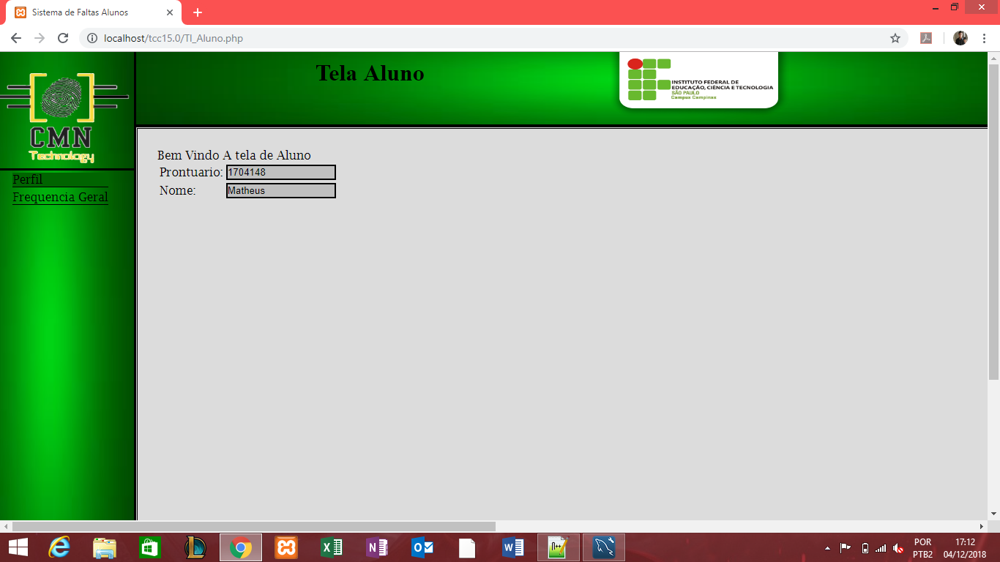 Sistema de Faltas Alunos
localhost/tcc15.0/Tl_Aluno.php
CMN
Technology
Tela Aluno
INSTITUTO FEDERAL DE
EDUCAÇÃO, CIÊNCIA E TECNOLOGIA
SÃO PAULO
Campus Campinas
Perfil
Frequencia Geral
Bem Vindo A tela de Aluno
Prontuario: 1704148
Nome: Matheus
POR
PTB2
17:12
04/12/2018